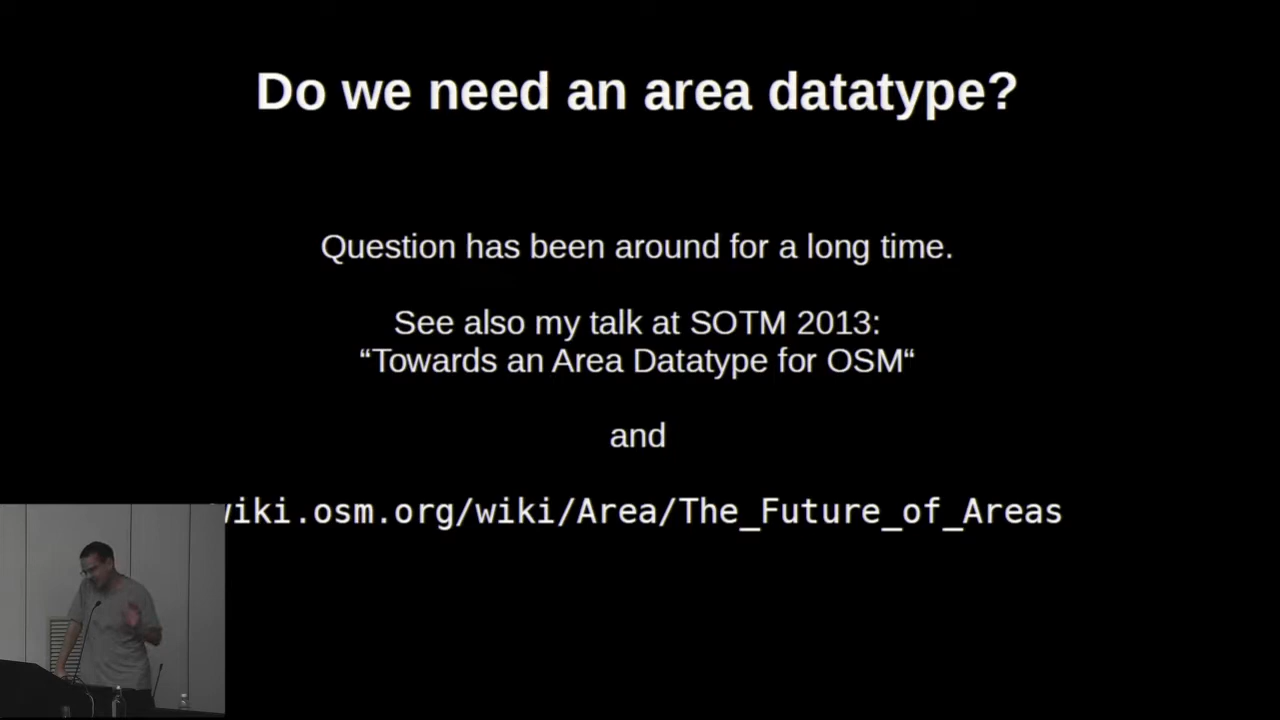 Do we need an area datatype?
Question has been around for a long time.
See also my talk at SOTM 2013:
“Towards an Area Datatype for OSM“
and
wiki.osm.org/wiki/Area/The_Future_of_Areas